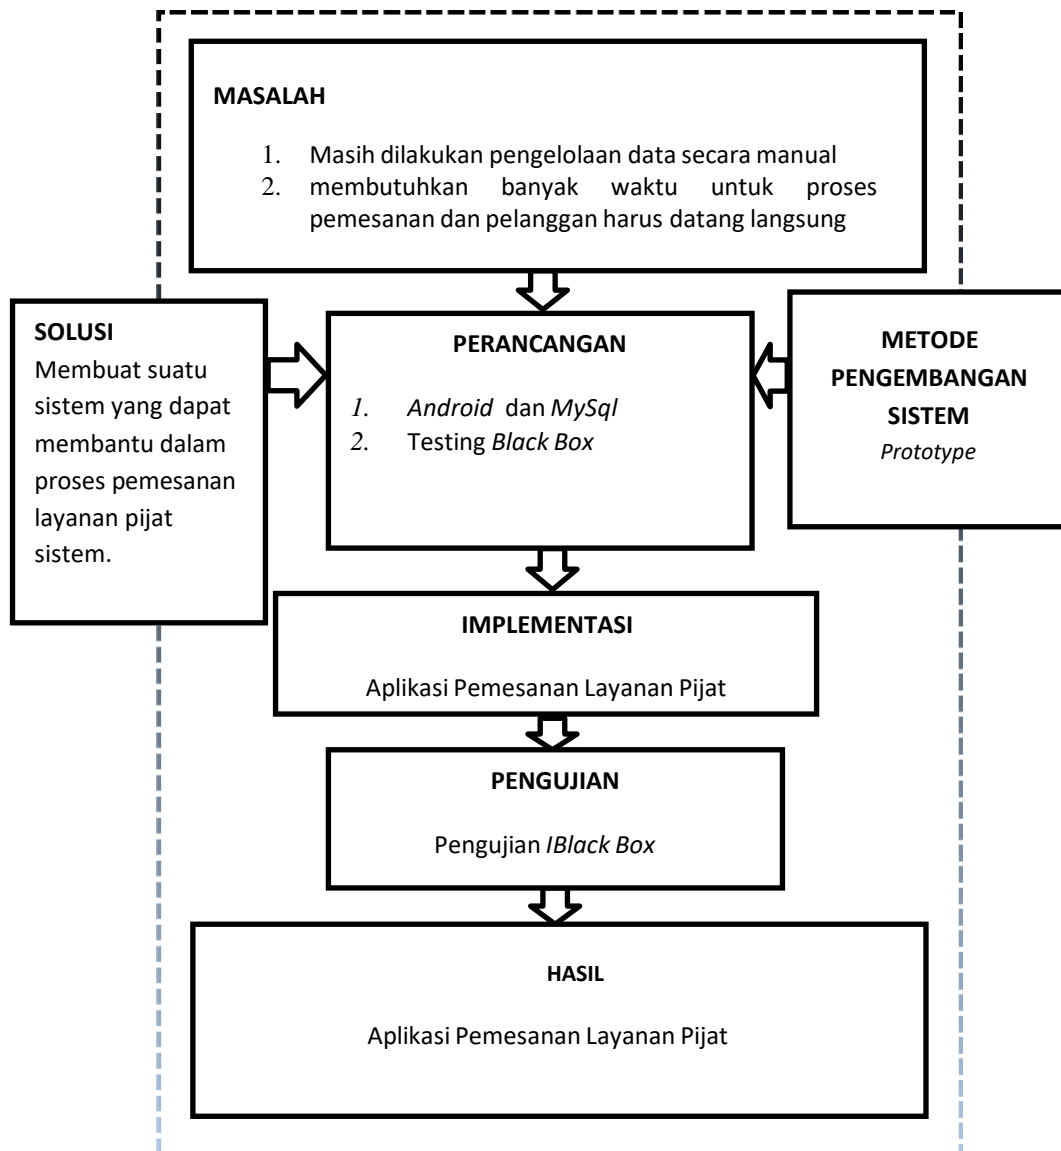 MASALAH
1. Masih dilakukan pengelolaan data secara manual
2. membutuhkan banyak waktu untuk proses
pemesanan dan pelanggan harus datang langsung
SOLUSI
Membuat suatu
sistem yang dapat
membantu dalam
proses pemesanan
layanan pijat
sistem.
PERANCANGAN
1. Android dan MySql
2. Testing Black Box
METODE
PENGEMBANGAN
SISTEM
Prototype
IMPLEMENTASI
Aplikasi Pemesanan Layanan Pijat
PENGUJIAN
Pengujian IBlack Box
HASIL
Aplikasi Pemesanan Layanan Pijat